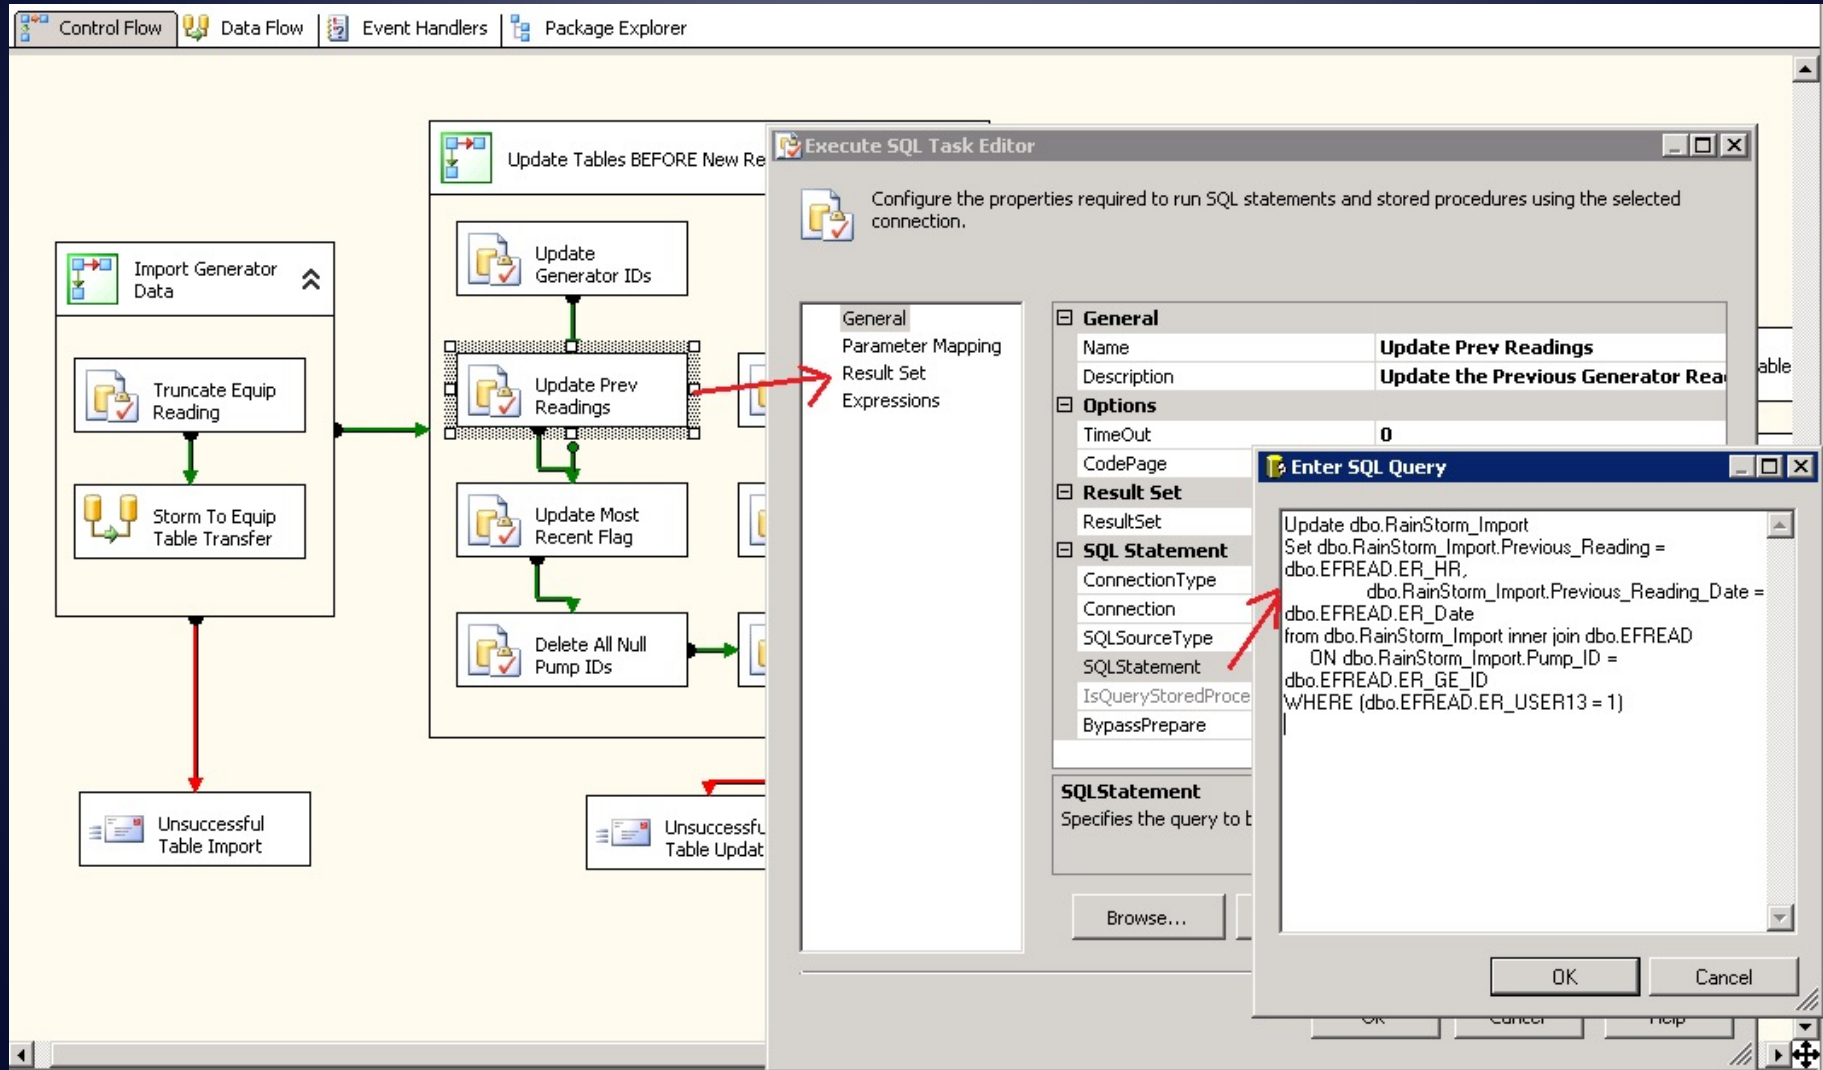 Control Flow
Data Flow
Event Handlers
Package Explorer
Import Generator
Data
Truncate Equip
Reading
Storm To Equip
Table Transfer
Unsuccessful
Table Import
Update Tables BEFORE New Re
Update
Generator IDs
Update Prev
Readings
Update Most
Recent Flag
Delete All Null
Pump IDs
Unsuccessfu
Table Updat
able
Execute SQL Task Editor
Configure the properties required to run SQL statements and stored procedures using the selected
connection.
General
Parameter Mapping
Result Set
Expressions
General
Name Update Prev Readings
Description Update the Previous Generator Rea
Options
TimeOut 0
CodePage
Result Set
ResultSet
SQL Statement
ConnectionType
Connection
SQLSourceType
SQLStatement
IsQueryStoredProce
BypassPrepare
SQLStatement
Specifies the query to b
Browse...
Enter SQL Query
Update dbo.RainStorm_Import
Set dbo.RainStorm_Import.Previous_Reading =
dbo.EFREAD.ER_HR,
dbo.RainStorm_Import.Previous_Reading_Date =
dbo.EFREAD.ER_Date
from dbo.RainStorm_Import inner join dbo.EFREAD
ON dbo.RainStorm_Import.Pump_ID =
dbo.EFREAD.ER_GE_ID
WHERE (dbo.EFREAD.ER_USER13 = 1)
OK
Cancel
OK
Cancel
Help